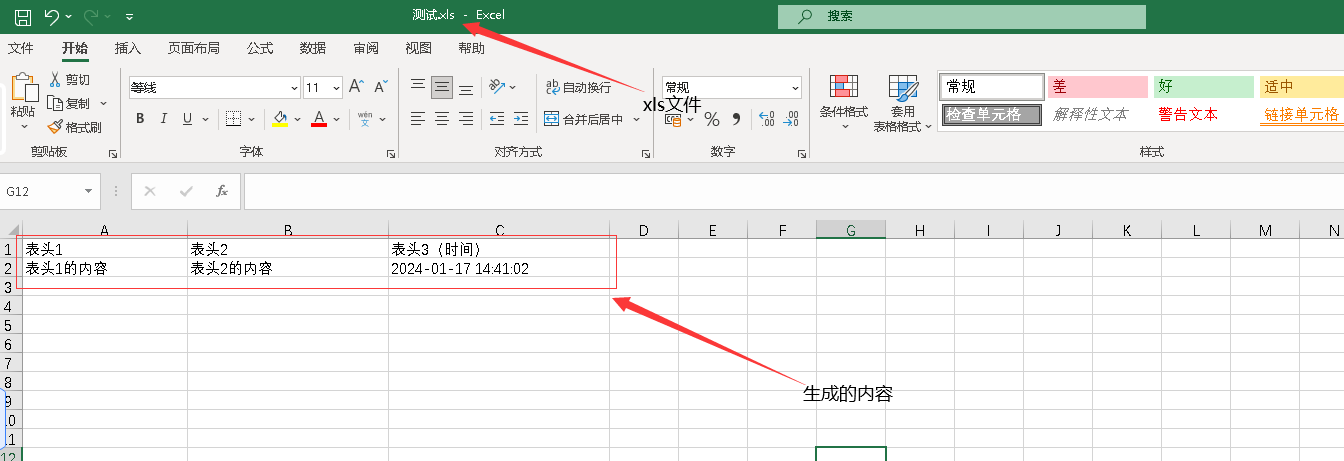 测试.xls - Excel
搜索
文件 开始 插入 页面布局 公式 数据 审阅 视图 帮助
粘贴
剪切
复制
格式刷
剪贴板
等线 11 A A
B I U A wén 文
字体
ab 自动换行
合并后居中
对齐方式
常规
% 9 .00 .00
数字
xls文件
条件格式
套用
表格格式
常规 差 好 适中
检查单元格 解释性文本 警告文本 链接单元格
样式
G12 fx
A B C D E F G H I J K L M N
1 表头1 表头2 表头3（时间）
2 表头1的内容 表头2的内容 2024-01-17 14:41:02
3
4
5
6
7
8
9
10
11
12
生成的内容